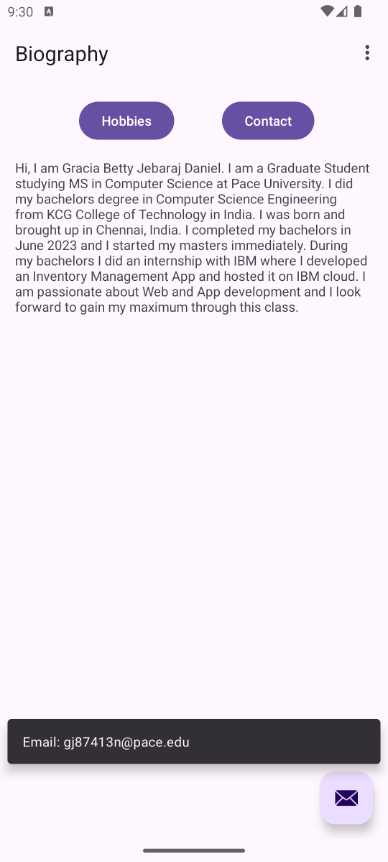 9:30
Biography
Hobbies
Contact
Hi, I am Gracia Betty Jebaraj Daniel. I am a Graduate Student
studying MS in Computer Science at Pace University. I did
my bachelors degree in Computer Science Engineering
from KCG College of Technology in India. I was born and
brought up in Chennai, India. I completed my bachelors in
June 2023 and I started my masters immediately. During
my bachelors I did an internship with IBM where I developed
an Inventory Management App and hosted it on IBM cloud. I
am passionate about Web and App development and I look
forward to gain my maximum through this class.
Email: gj87413n@pace.edu